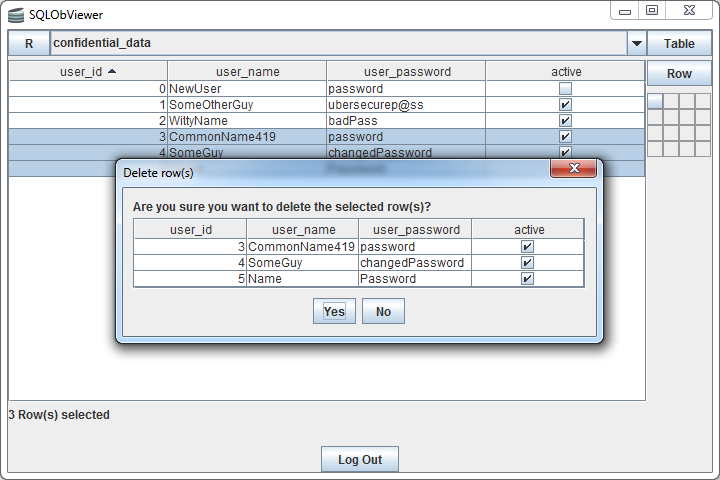 SQLObViewer
R confidential_data Table
user_id user_name user_password active Row
0 NewUser password
1 SomeOtherGuy ubersecurep@ss
2 WittyName badPass
3 CommonName419 password
4 SomeGuy changedPassword
Delete row(s)
Are you sure you want to delete the selected row(s)?
user_id user_name user_password active
3 CommonName419 password
4 SomeGuy changedPassword
5 Name Password
Yes No
3 Row(s) selected
Log Out